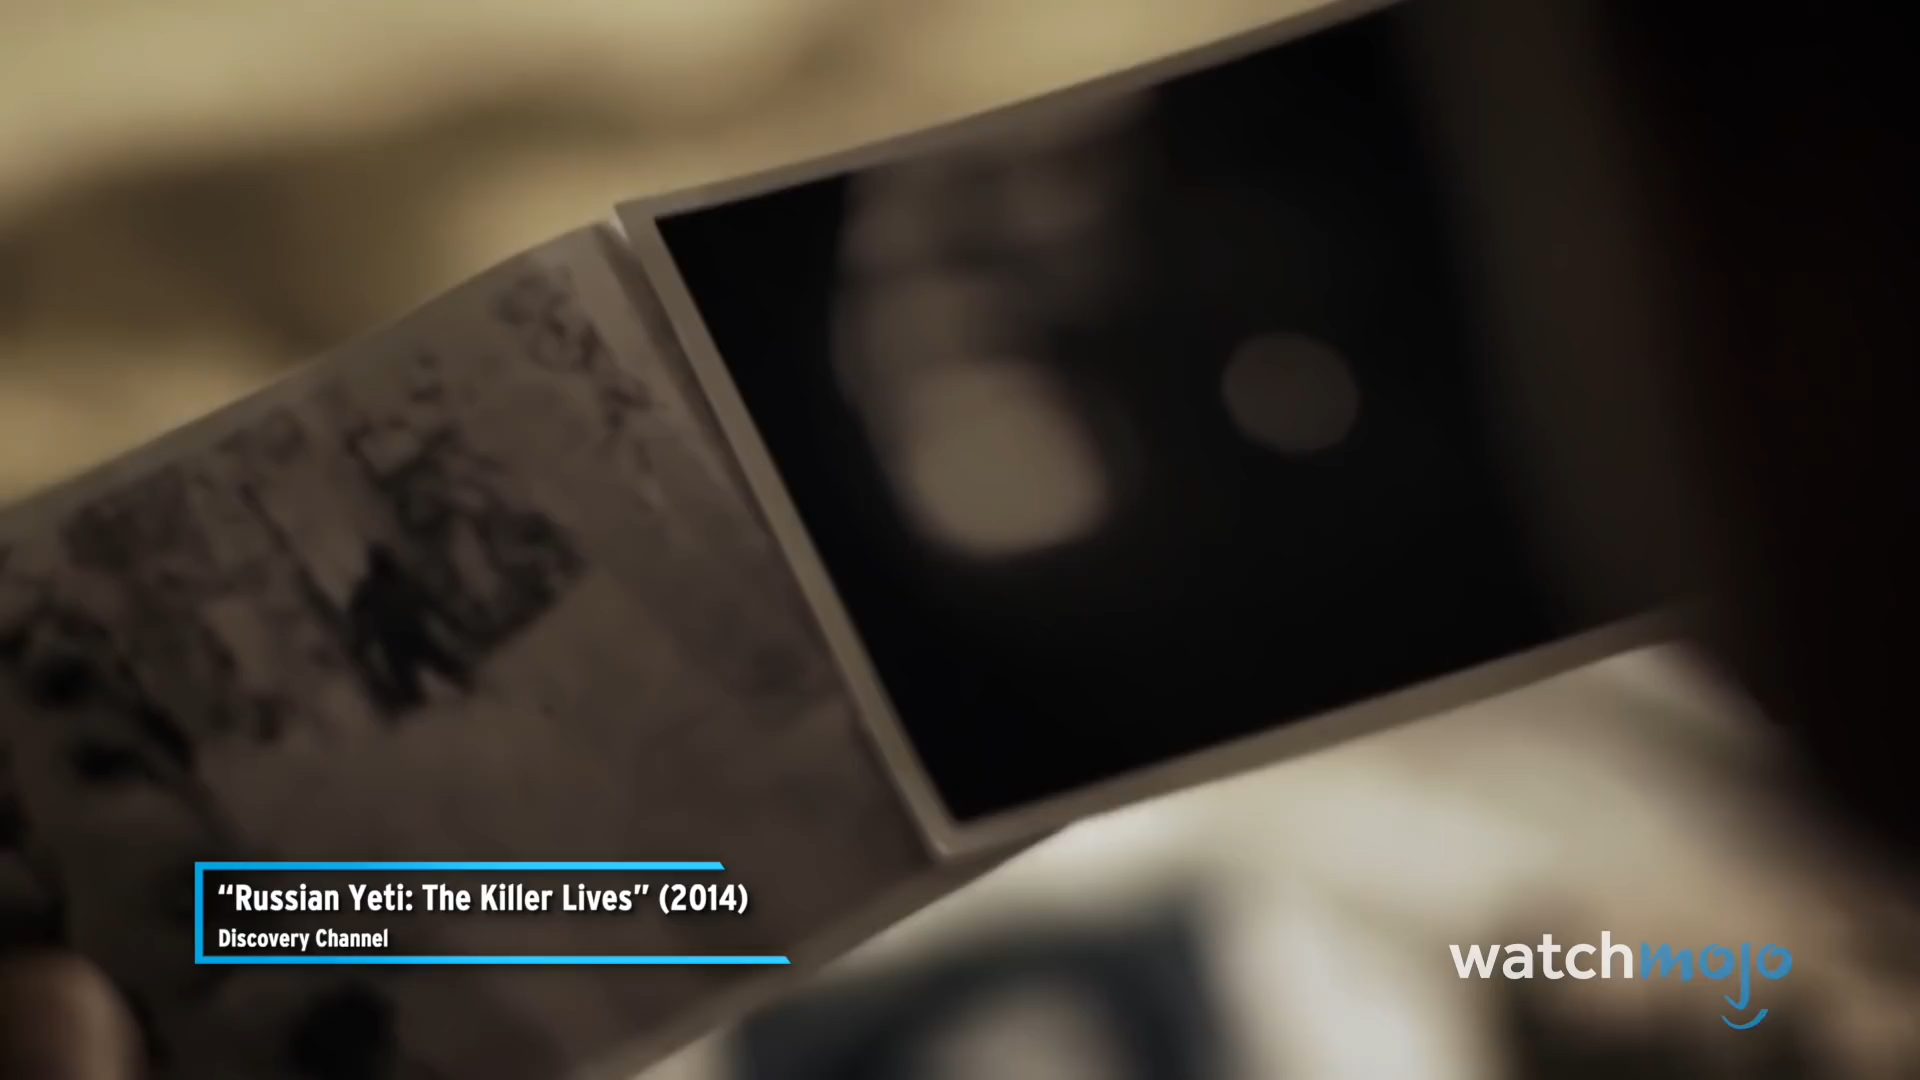 “Russian Yeti: The Killer Lives” (2014)
Discovery Channel
watchmojo